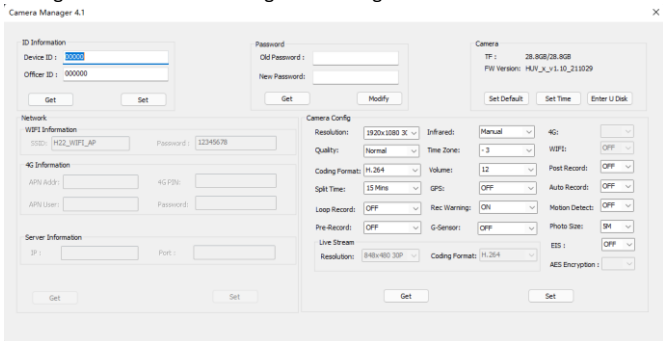 Camera Manager 4.1
ID Information
Device ID : 00000
Officer ID : 000000
Get Set
Password
Old Password :
New Password:
Get Modify
Camera
TF : 28.8GB/28.8GB
FW Version: HUV_x_v1.10_211029
Set Default Set Time Enter U Disk
Network
WIFI Information
SSID: H22_WIFI_AP Password : 12345678
4G Information
APN Addr: 4G PIN:
APN User: Password:
Server Information
IP : Port :
Get Set
Camera Config
Resolution: 1920x1080 3( Infrared: Manual 4G:
Quality: Normal Time Zone: - 3 WIFI: OFF
Coding Format: H.264 Volume: 12 Post Record: OFF
Split Time: 15 Mins GPS: OFF Auto Record: OFF
Loop Record: OFF Rec Warning: ON Motion Detect: OFF
Pre-Record: OFF G-Sensor: OFF Photo Size: 5M
Live Stream
Resolution: 848x480 30P Coding Format: H.264
EIS : OFF
AES Encryption :
Get Set